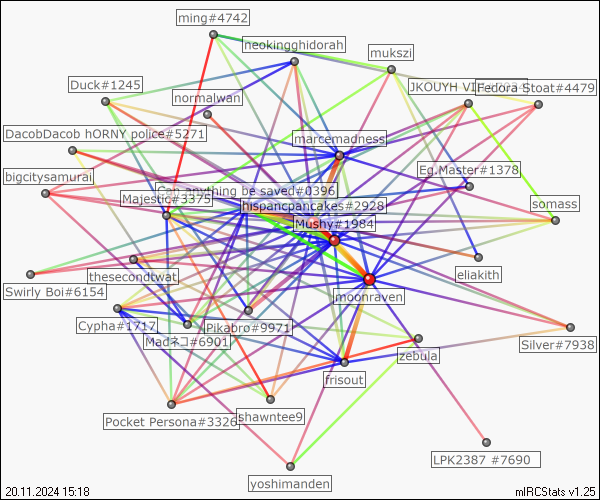 ming#4742
neokingghidorah
mukszi
Duck#1245
JKOUYH VI
Fedora Stoat#4479
normalwan
DacobDacob hORNY police#5271
marcemadness
bigcitysamurai
Eg.Master#1378
Can anything be saved#0396
Majestic#3375
hispancpancakes#2928
somass
Mushy#1984
eliakith
thesecondtwat
Swirly Boi#6154
moonraven
Cypha#1717
Pikabro#9971
Madネコ#6901
Silver#7938
zebula
frisout
Pocket Persona#3326
shawntee9
LPK2387 #7690
yoshimanden
20.11.2024 15:18
mIRCStats v1.25